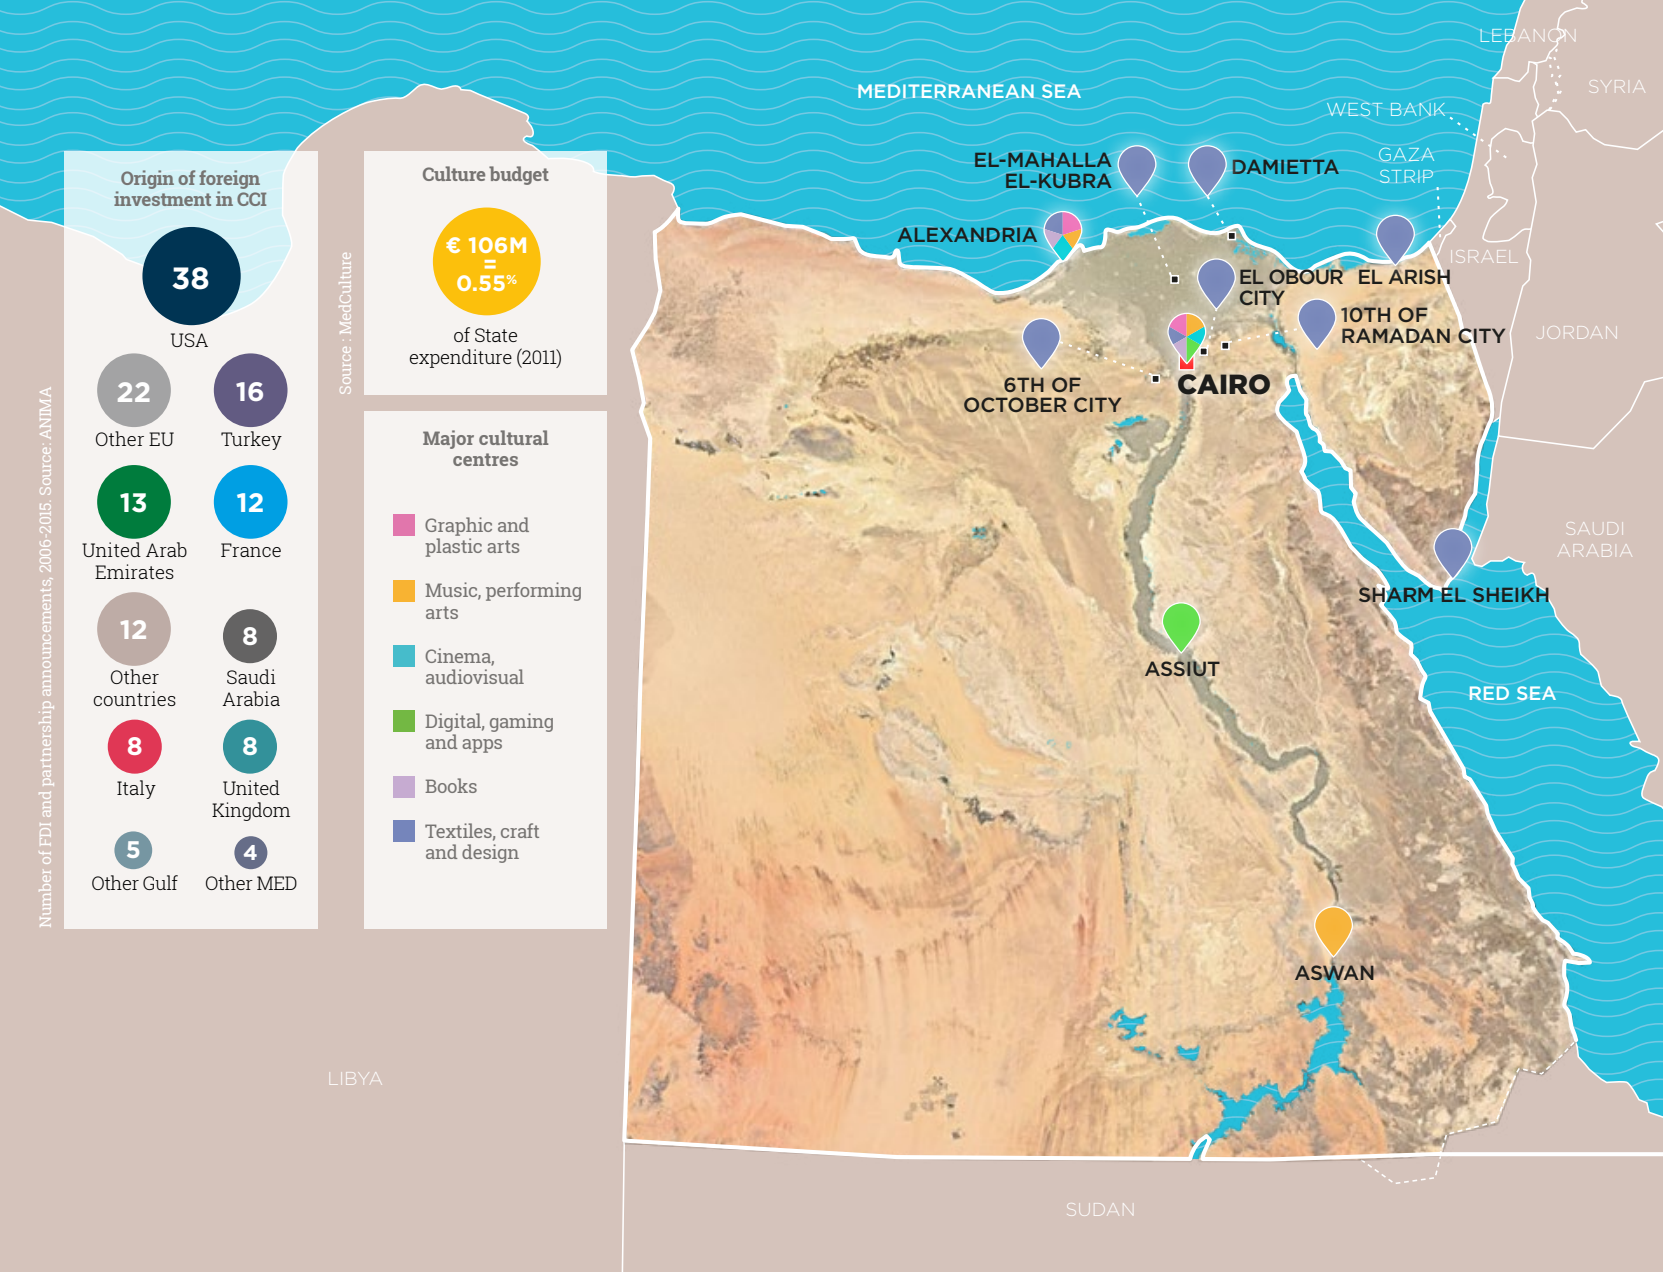 Origin of foreign
investment in CCI
38
USA
22
Other EU
16
Turkey
13
United Arab
Emirates
12
France
12
Other
countries
8
Saudi
Arabia
8
Italy
8
United
Kingdom
5
Other Gulf
4
Other MED
Number of FDI and partnership announcements, 2006-2015. Source: ANIMA
Culture budget
€ 106M
=
0.55%
of State
expenditure (2011)
Source : MedCulture
Major cultural
centres
Graphic and
plastic arts
Music, performing
arts
Cinema,
audiovisual
Digital, gaming
and apps
Books
Textiles, craft
and design
MEDITERRANEAN SEA
LEBANON
SYRIA
WEST BANK
GAZA
STRIP
ISRAEL
JORDAN
SAUDI
ARABIA
EL-MAHALLA
EL-KUBRA
DAMIETTA
ALEXANDRIA
EL OBOUR
CITY
EL ARISH
10TH OF
RAMADAN CITY
6TH OF
OCTOBER CITY
CAIRO
SHARM EL SHEIKH
ASSIUT
RED SEA
ASWAN
LIBYA
SUDAN